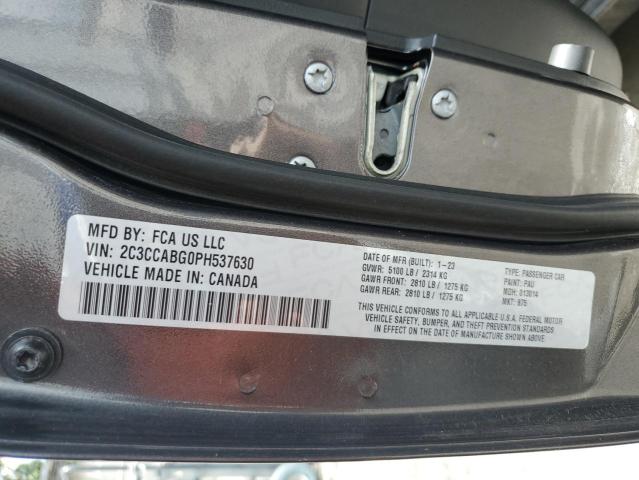 MFD BY: FCA US LLC
VIN: 2C3CCABG0PH537630
VEHICLE MADE IN: CANADA
DATE OF MFR (BUILT): 1-23
GVWR: 5100 LB / 2314 KG
GAWR FRONT: 2810 LB / 1275 KG
GAWR REAR: 2810 LB / 1275 KG
TYPE: PASSENGER CAR
PAINT: PAU
MDH: 013014
MKT: 875
VEHICLE CONFORMS TO ALL APPLICABLE U.S.A. FEDERAL MOTOR
VEHICLE SAFETY, BUMPER, AND THEFT PREVENTION STANDARDS
IN EFFECT ON THE DATE OF MANUFACTURE SHOWN ABOVE